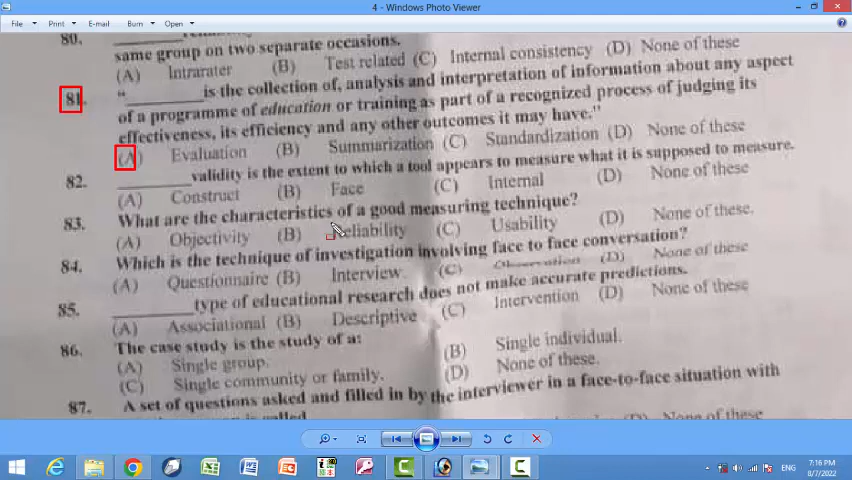 4 - Windows Photo Viewer
File Print E-mail Burn Open
80.
same group on two separate occasions.
(A) Intrarater (B) Test related (C) Internal consistency (D) None of these
81. "________ is the collection of, analysis and interpretation of information about any aspect
of a programme of education or training as part of a recognized process of judging its
effectiveness, its efficiency and any other outcomes it may have."
(A) Evaluation (B) Summarization (C) Standardization (D) None of these
82. ________ validity is the extent to which a tool appears to measure what it is supposed to measure.
(A) Construct (B) Face (C) Internal (D) None of these
83. What are the characteristics of a good measuring technique?
(A) Objectivity (B) Reliability (C) Usability (D) None of these.
84. Which is the technique of investigation involving face to face conversation?
(A) Questionnaire (B) Interview (C) Observation (D) None of these
85. ________ type of educational research does not make accurate predictions.
(A) Associational (B) Descriptive (C) Intervention (D) None of these
86. The case study is the study of a:
(A) Single group. (B) Single individual.
(C) Single community or family. (D) None of these.
87. A set of questions asked and filled in by the interviewer in a face-to-face situation with
ENG
7:16 PM
8/7/2022